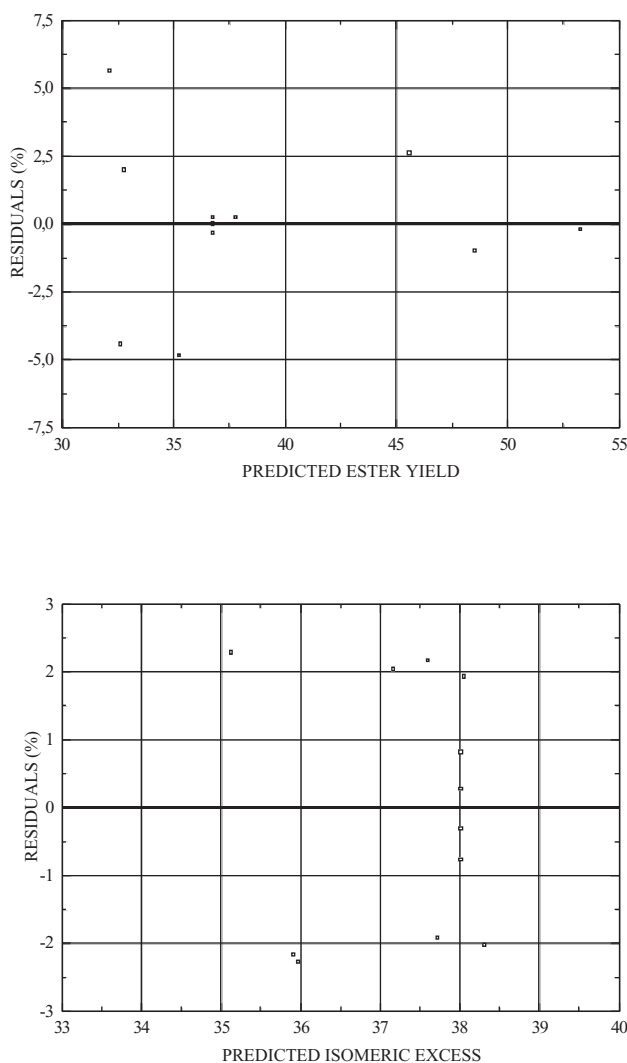 7,5
5,0
2,5
0,0
-2,5
-5,0
-7,5
RESIDUALS (%)
30 35 40 45 50 55
PREDICTED ESTER YIELD
3
2
1
0
-1
-2
-3
RESIDUALS (%)
33 34 35 36 37 38 39 40
PREDICTED ISOMERIC EXCESS